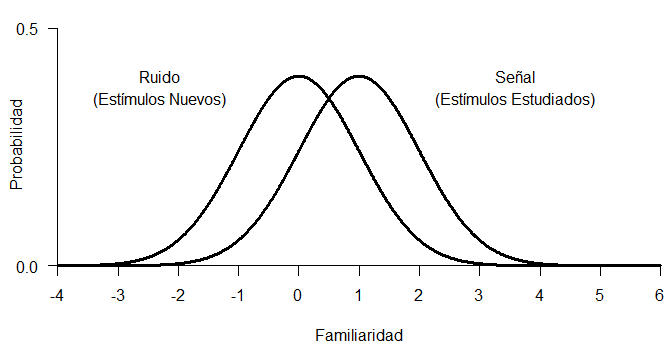 0.5
Ruido
(Estímulos Nuevos)
Señal
(Estímulos Estudiados)
Probabilidad
0.0
-4 -3 -2 -1 0 1 2 3 4 5 6
Familiaridad